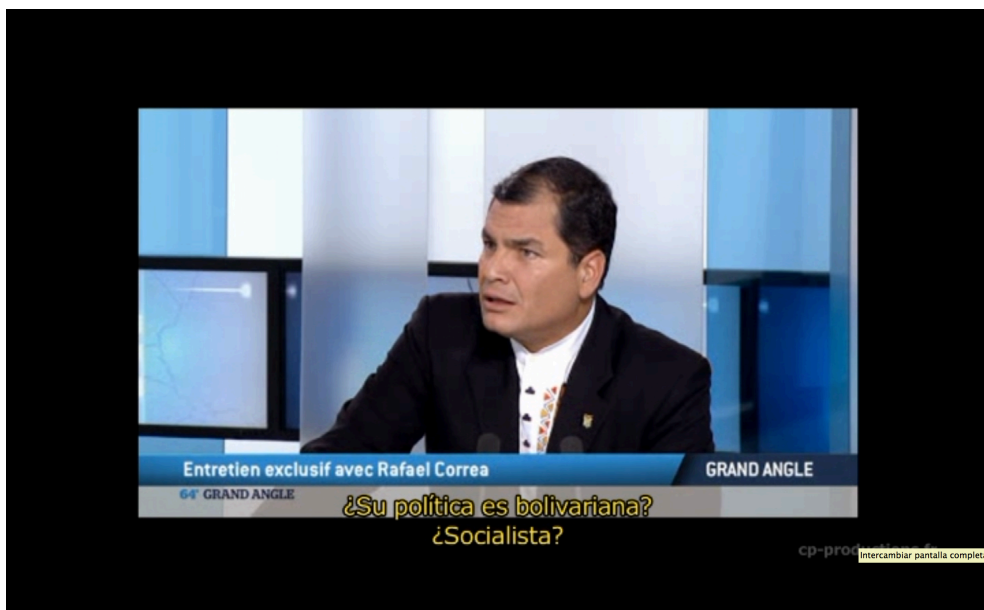 Entretien exclusif avec Rafael Correa
GRAND ANGLE
64' GRAND ANGLE
¿Su política es bolivariana?
¿Socialista?
Intercambiar pantalla completa